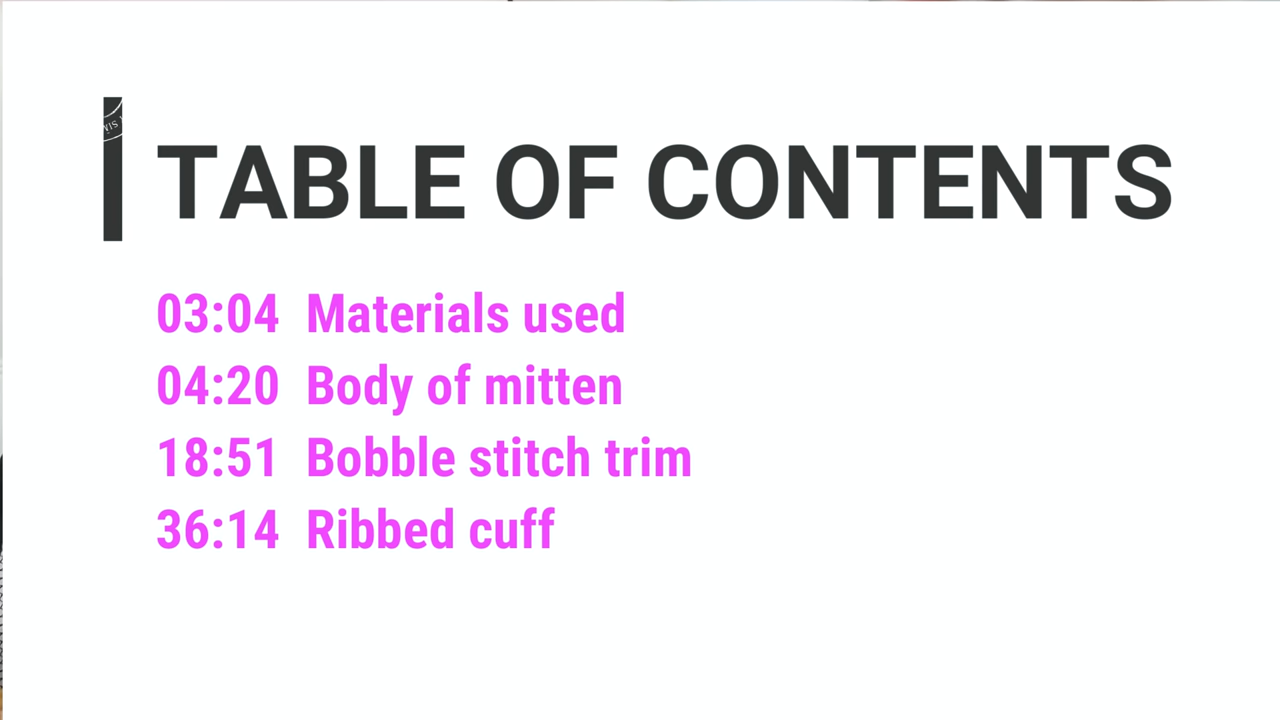 TABLE OF CONTENTS
03:04 Materials used
04:20 Body of mitten
18:51 Bobble stitch trim
36:14 Ribbed cuff